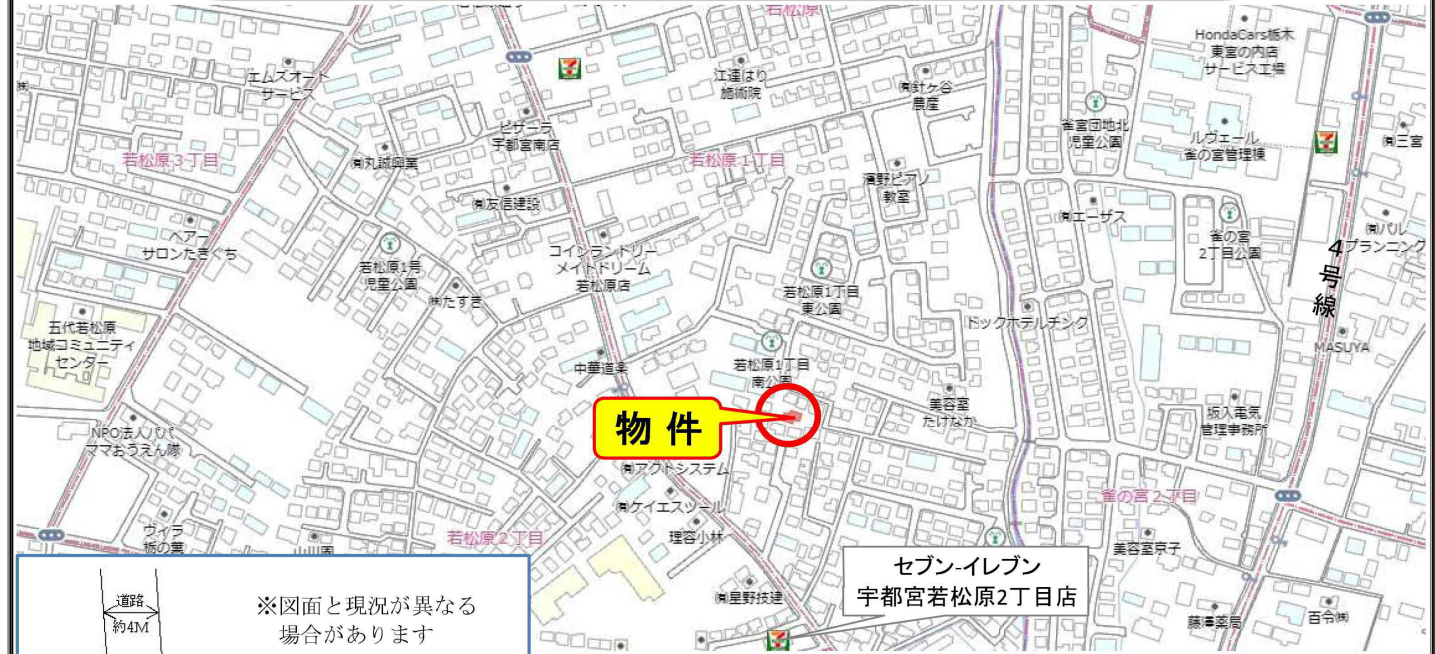 若松原
HondaCars栃木
東宮の内店
サービス工場
エムズオート
サービス
江連はり
施術院
㈲針ヶ谷
農産
雀宮団地北
児童公園
ルヴェール
雀の宮管理棟
㈲三宮
ピザーラ
宇都宮南店
若松原3丁目
㈲丸誠興業
若松原1丁目
濱野ピアノ
教室
㈲友信建設
㈲エーザス
雀の宮
2丁目公園
㈲パル
プランニング
ヘアー
サロンたきぐち
若松原1号
児童公園
コインランドリー
メイトドリーム
若松原店
4号線
㈱たすき
若松原1丁目
東公園
ドックホテルチング
五代若松原
地域コミュニティ
センター
MASUYA
中華道楽
若松原1丁目
南公園
美容室
たけなか
坂入電気
管理事務所
物件
NPO法人パパ
ママおうえん隊
㈲アクトシステム
㈲ケイエスツール
雀の宮2丁目
ヴィラ
栃の葉
若松原2丁目
理容小林
美容室京子
セブン-イレブン
宇都宮若松原2丁目店
道路
約4M
※図面と現況が異なる
場合があります
㈲星野技建
藤澤薬局
百令㈱